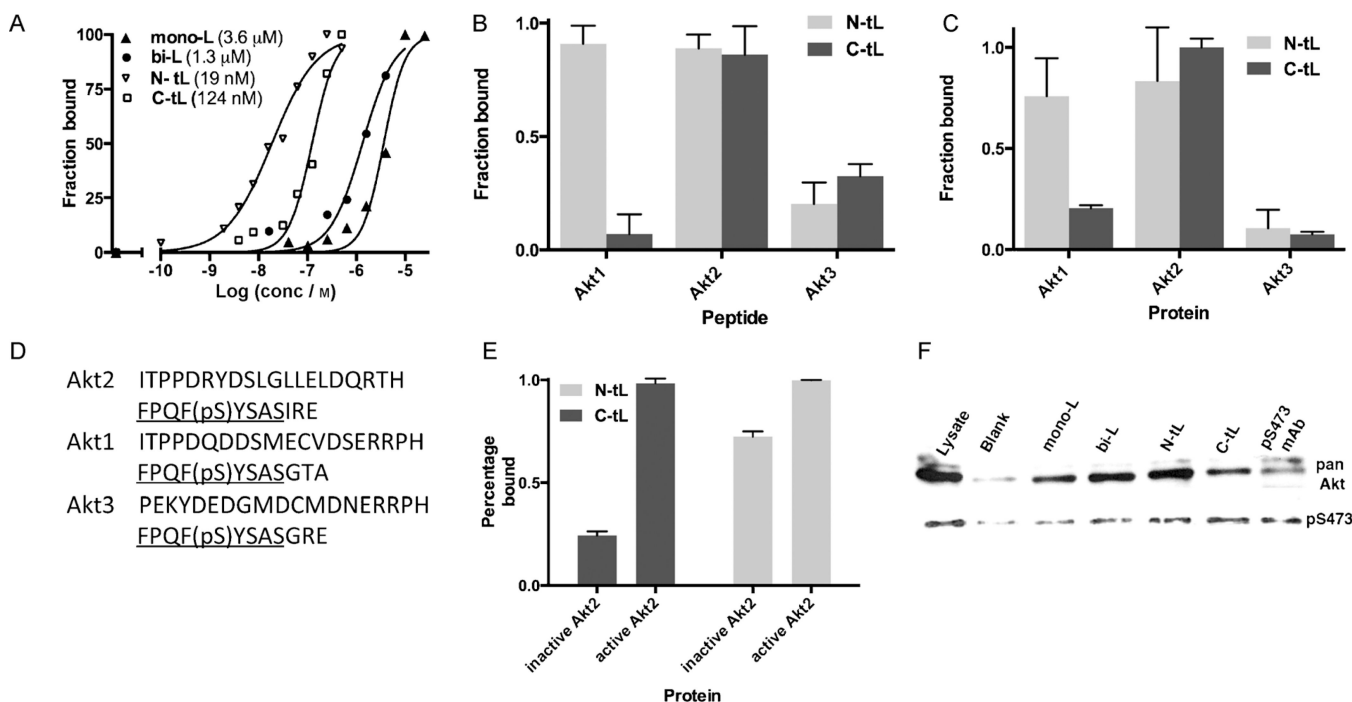 A
mono-L (3.6 μM)
bi-L (1.3 μM)
N- tL (19 nM)
C-tL (124 nM)
Fraction bound
100
75
50
25
0
-10 -9 -8 -7 -6 -5
Log (conc / M)
B
N-tL
C-tL
Fraction bound
1.0
0.5
0.0
Akt1 Akt2 Akt3
Peptide
C
N-tL
C-tL
Fraction bound
1.0
0.5
0.0
Akt1 Akt2 Akt3
Protein
D
Akt2 ITPPDRYDSLGLLELDQRTH
FPQF(pS)YSASIRE
Akt1 ITPPDQDDSMECVDSERRPH
FPQF(pS)YSASGTA
Akt3 PEKYDEDGMDCMDNERRPH
FPQF(pS)YSASGRE
E
N-tL
C-tL
Percentage
bound
1.0
0.5
0.0
inactive Akt2 active Akt2 inactive Akt2 active Akt2
Protein
F
Lysate Blank mono-L bi-L N-tL C-tL pS473
mAb
pan
Akt
pS473